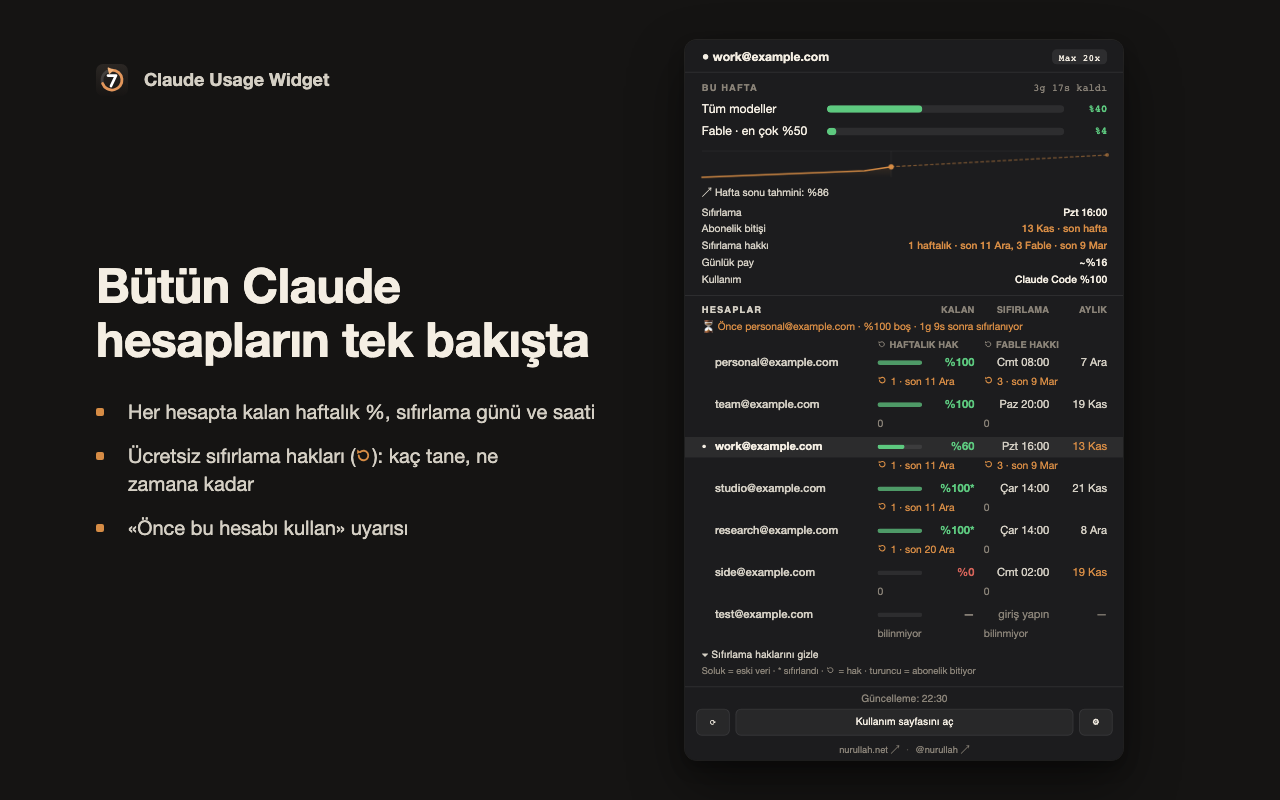 Claude Usage Widget
Bütün Claude
hesapların tek bakışta
Her hesapta kalan haftalık %, sıfırlama günü ve saati
Ücretsiz sıfırlama hakları (↺): kaç tane, ne
zamana kadar
«Önce bu hesabı kullan» uyarısı
work@example.com Max 20x
BU HAFTA 3g 17s kaldı
Tüm modeller %40
Fable · en çok %50 %4
↗ Hafta sonu tahmini: %86
Sıfırlama Pzt 16:00
Abonelik bitişi 13 Kas · son hafta
Sıfırlama hakkı 1 haftalık · son 11 Ara, 3 Fable · son 9 Mar
Günlük pay ~%16
Kullanım Claude Code %100
HESAPLAR KALAN SIFIRLAMA AYLIK
⏳ Önce personal@example.com · %100 boş · 1g 9s sonra sıfırlanıyor
↺ HAFTALIK HAK ↺ FABLE HAKKI
personal@example.com %100 Cmt 08:00 7 Ara
↺ 1 · son 11 Ara ↺ 3 · son 9 Mar
team@example.com %100 Paz 20:00 19 Kas
0 0
• work@example.com %60 Pzt 16:00 13 Kas
↺ 1 · son 11 Ara ↺ 3 · son 9 Mar
studio@example.com %100* Çar 14:00 21 Kas
↺ 1 · son 11 Ara 0
research@example.com %100* Çar 14:00 8 Ara
↺ 1 · son 20 Ara 0
side@example.com %0 Cmt 02:00 19 Kas
0 0
test@example.com — giriş yapın —
bilinmiyor bilinmiyor
▾ Sıfırlama haklarını gizle
Soluk = eski veri · * sıfırlandı · ↺ = hak · turuncu = abonelik bitiyor
Güncelleme: 22:30
Kullanım sayfasını aç
nurullah.net ↗ · @nurullah ↗